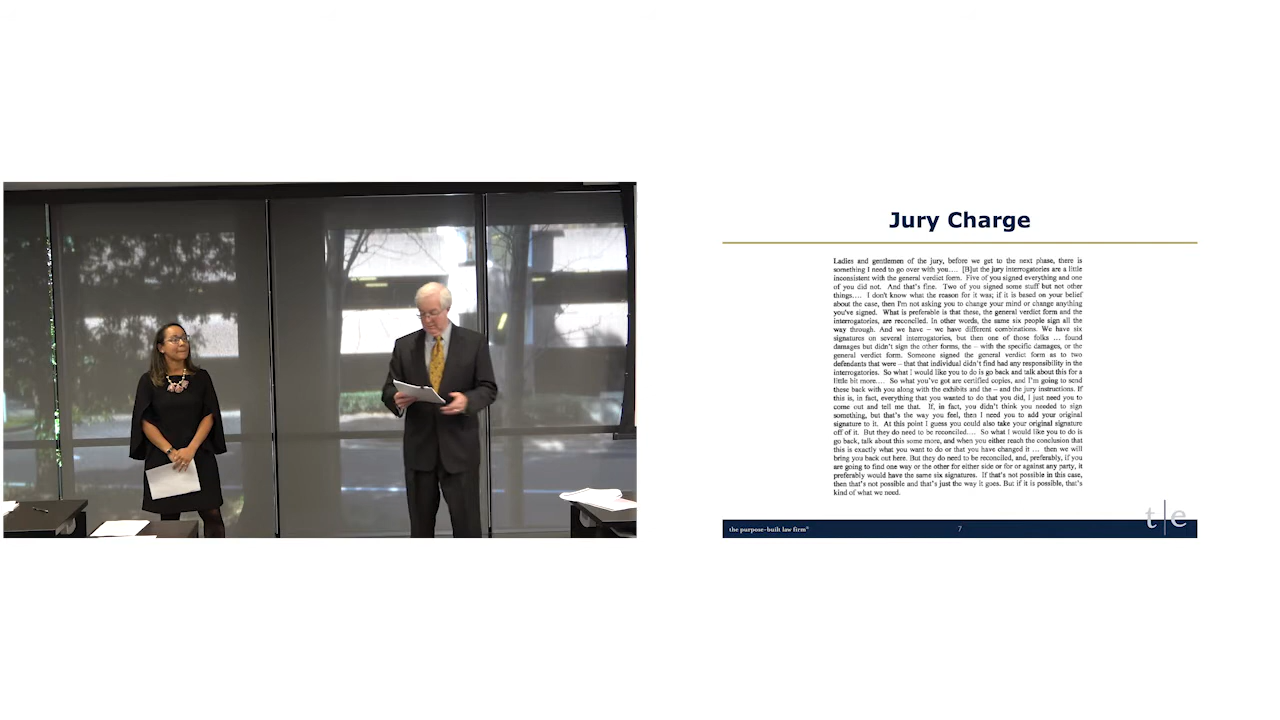 Jury Charge
Ladies and gentlemen of the jury, before we get to the next phase, there is
something I need to go over with you.... [B]ut the jury interrogatories are a little
inconsistent with the general verdict form. Five of you signed everything and one
of you did not. And that's fine. Two of you signed some stuff but not other
things.... I don't know what the reason for it was; if it is based on your belief
about the case, then I'm not asking you to change your mind or change anything
you've signed. What is preferable is that these, the general verdict form and the
interrogatories, are reconciled. In other words, the same six people sign all the
way through. And we have – we have different combinations. We have six
signatures on several interrogatories, but then one of those folks ... found
damages but didn't sign the other forms, the – with the specific damages, or the
general verdict form. Someone signed the general verdict form as to two
defendants that were – that that individual didn't find had any responsibility in the
interrogatories. So what I would like you to do is go back and talk about this for a
little bit more.... So what you've got are certified copies, and I'm going to send
these back with you along with the exhibits and the – and the jury instructions. If
this is, in fact, everything that you wanted to do that you did, I just need you to
come out and tell me that. If, in fact, you didn't think you needed to sign
something, but that's the way you feel, then I need you to add your original
signature to it. At this point I guess you could also take your original signature
off of it. But they do need to be reconciled.... So what I would like you to do is
go back, talk about this some more, and when you either reach the conclusion that
this is exactly what you want to do or that you have changed it ... then we will
bring you back out here. But they do need to be reconciled, and, preferably, if you
are going to find one way or the other for either side or for or against any party, it
preferably would have the same six signatures. If that's not possible in this case,
then that's not possible and that's just the way it goes. But if it is possible, that's
kind of what we need.
t|e
the purpose-built law firm®
7